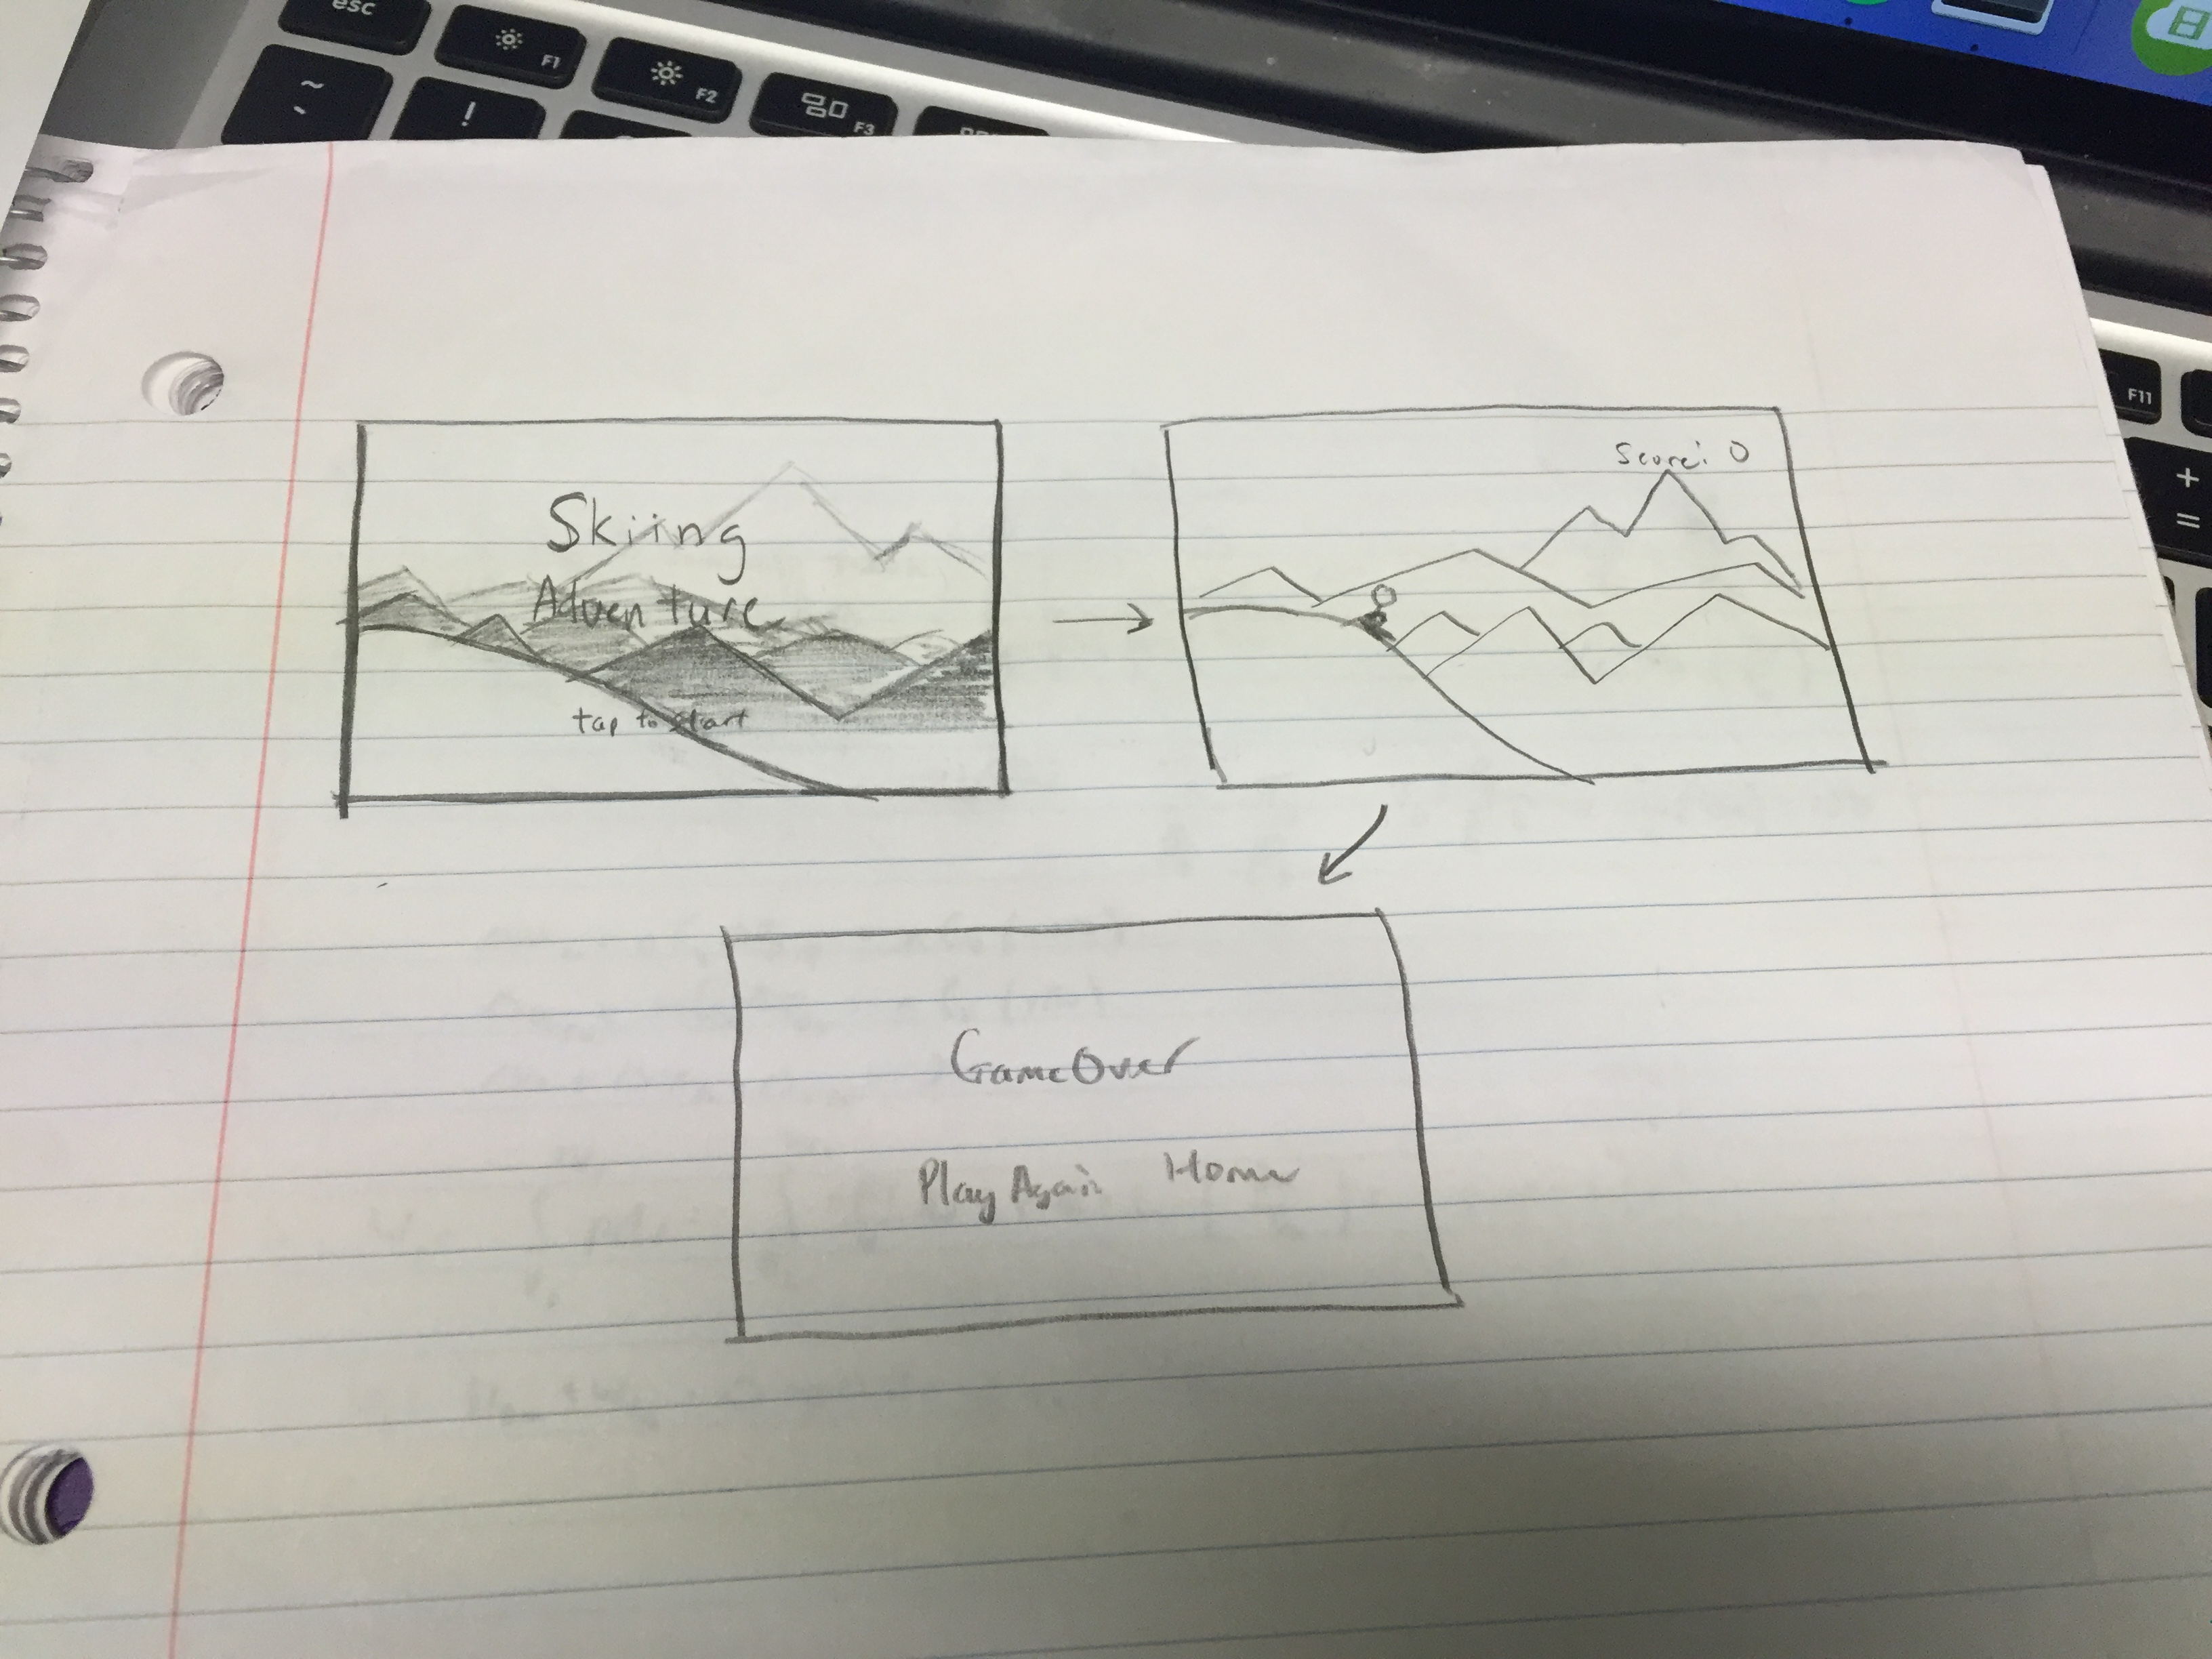 esc
F1
F2
F3
~
`
!
F11
+
=
Skiing
Adventure
tap to start
Score: 0
GameOver
Play Again Home